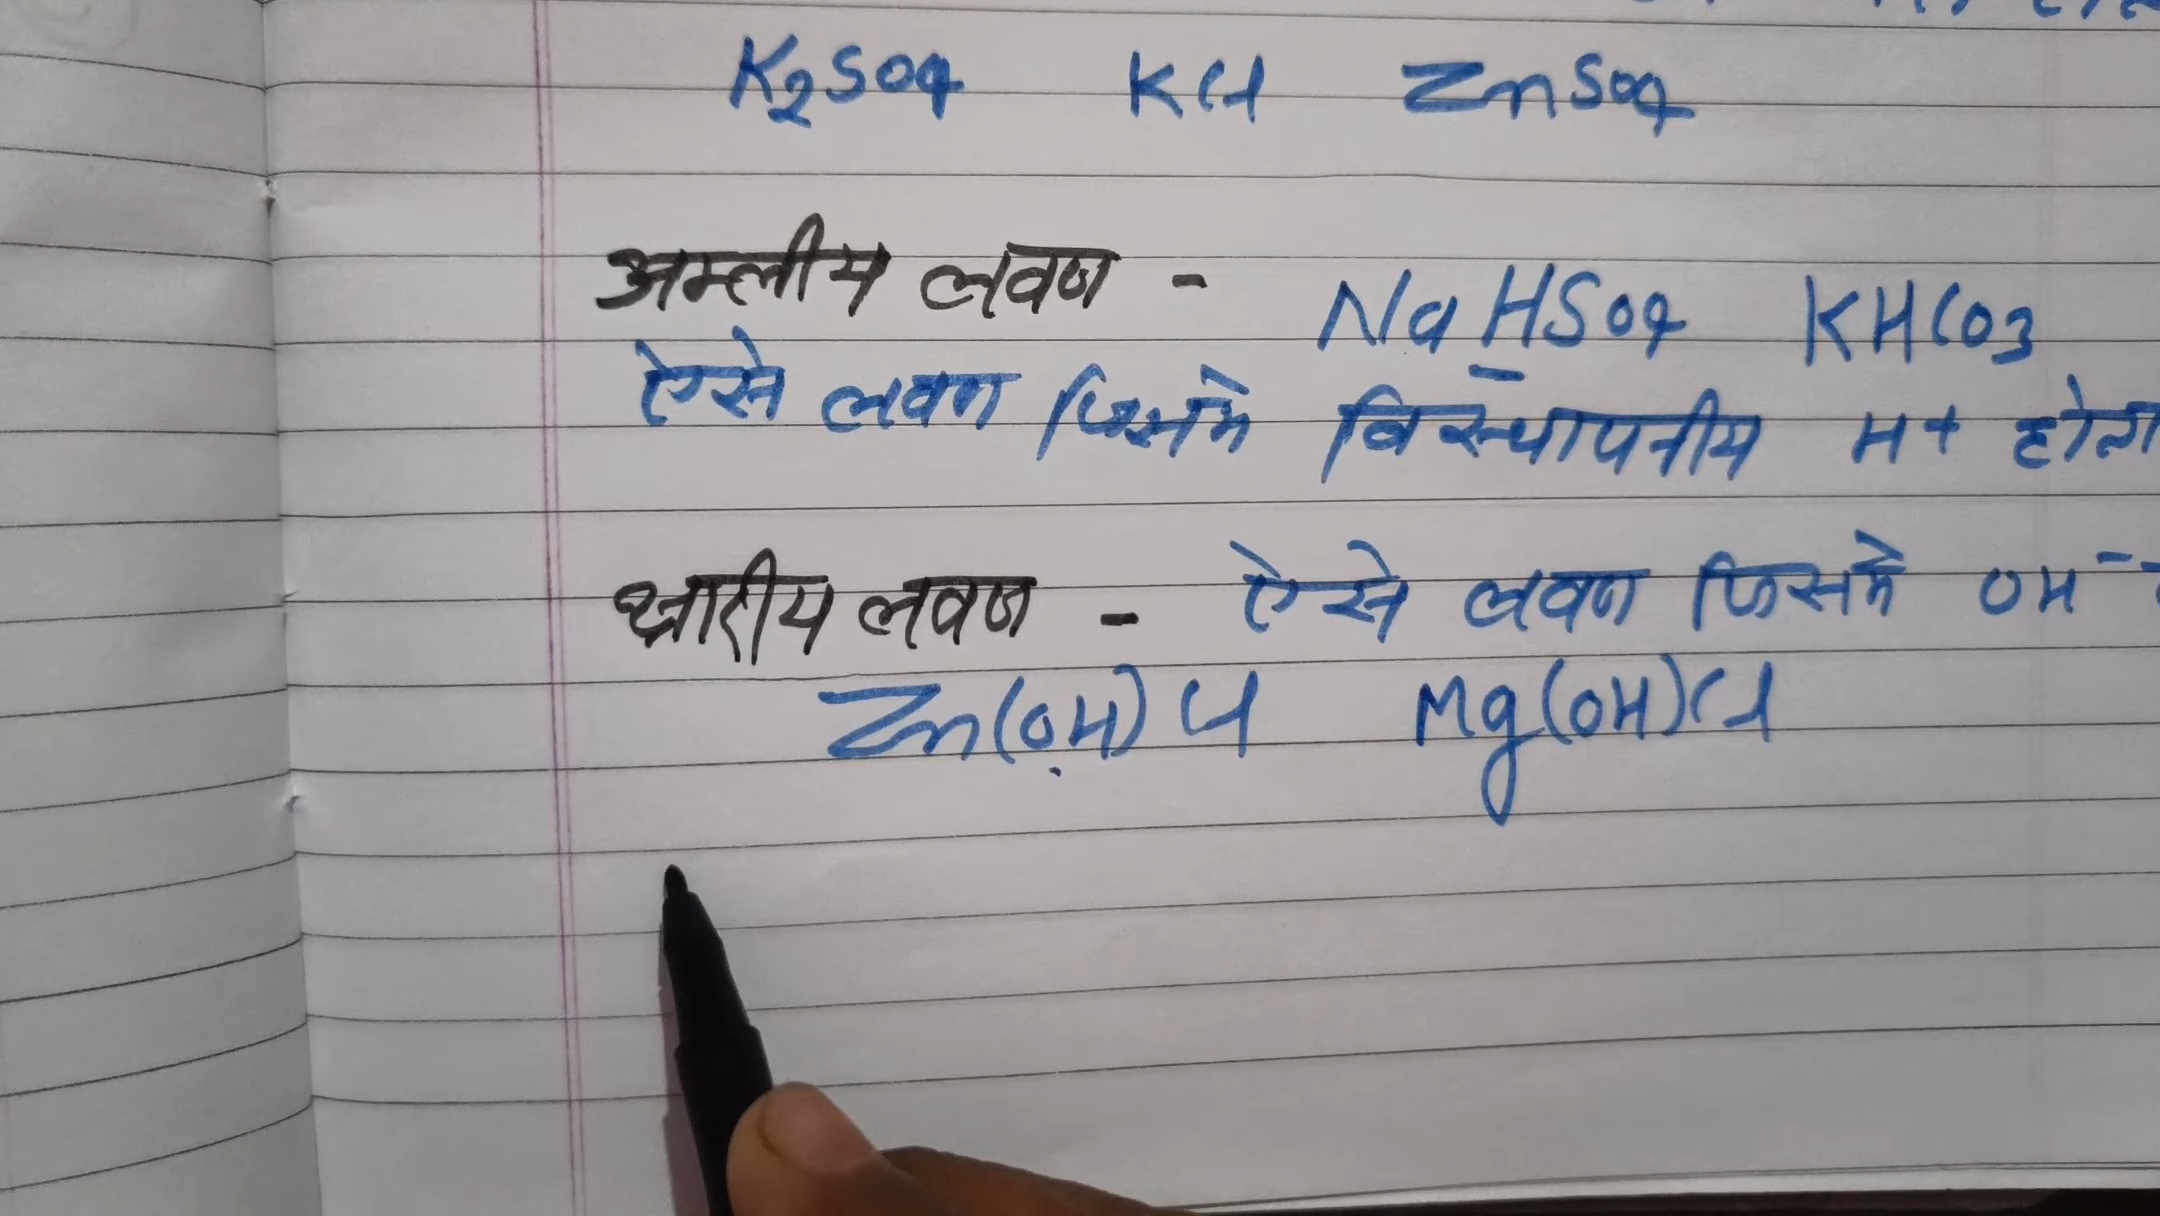 K2SO4 KCl ZnSO4
अम्लीय लवण - NaHSO4 KHCO3
ऐसे लवण जिसमे विस्थापनीय H+ होता
क्षारीय लवण - ऐसे लवण जिसमे OH-
Zn(OH)Cl Mg(OH)Cl